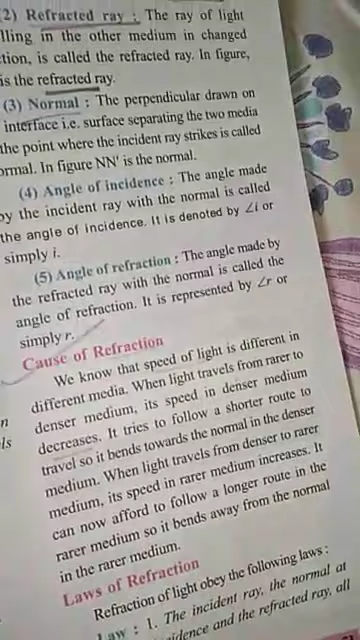 2) Refracted ray : The ray of light
lling in the other medium in changed
ction, is called the refracted ray. In figure,
is the refracted ray.
(3) Normal : The perpendicular drawn on
interface i.e. surface separating the two media
the point where the incident ray strikes is called
ormal. In figure NN' is the normal.
(4) Angle of incidence : The angle made
by the incident ray with the normal is called
the angle of incidence. It is denoted by ∠i or
simply i.
(5) Angle of refraction : The angle made by
the refracted ray with the normal is called the
angle of refraction. It is represented by ∠r or
simply r.
Cause of Refraction
We know that speed of light is different in
different media. When light travels from rarer to
denser medium, its speed in denser medium
decreases. It tries to follow a shorter route to
travel so it bends towards the normal in the denser
medium. When light travels from denser to rarer
medium, its speed in rarer medium increases. It
can now afford to follow a longer route in the
rarer medium so it bends away from the normal
in the rarer medium.
Laws of Refraction
Refraction of light obey the following laws :
Law : 1. The incident ray, the normal at
idence and the refracted ray, all